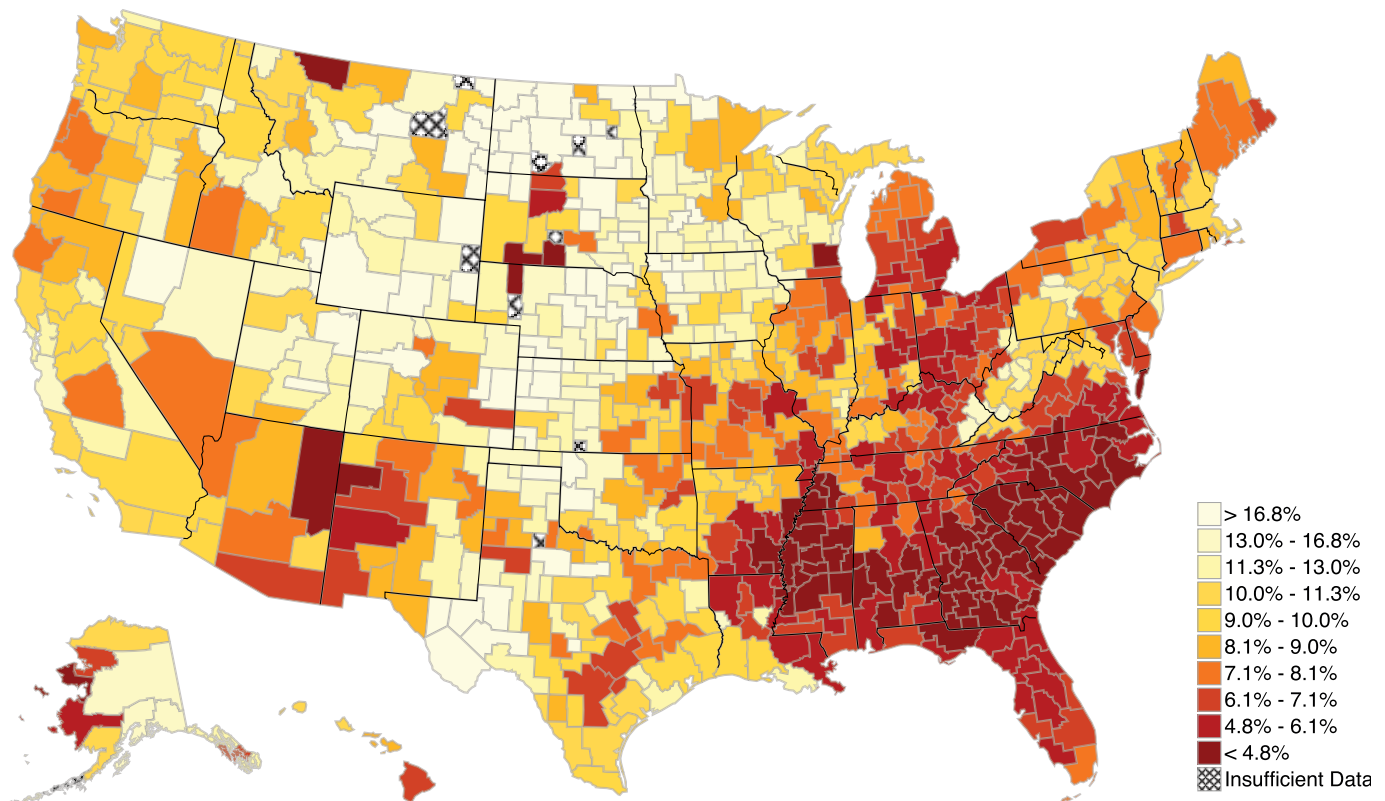 > 16.8%
13.0% - 16.8%
11.3% - 13.0%
10.0% - 11.3%
9.0% - 10.0%
8.1% - 9.0%
7.1% - 8.1%
6.1% - 7.1%
4.8% - 6.1%
< 4.8%
Insufficient Data